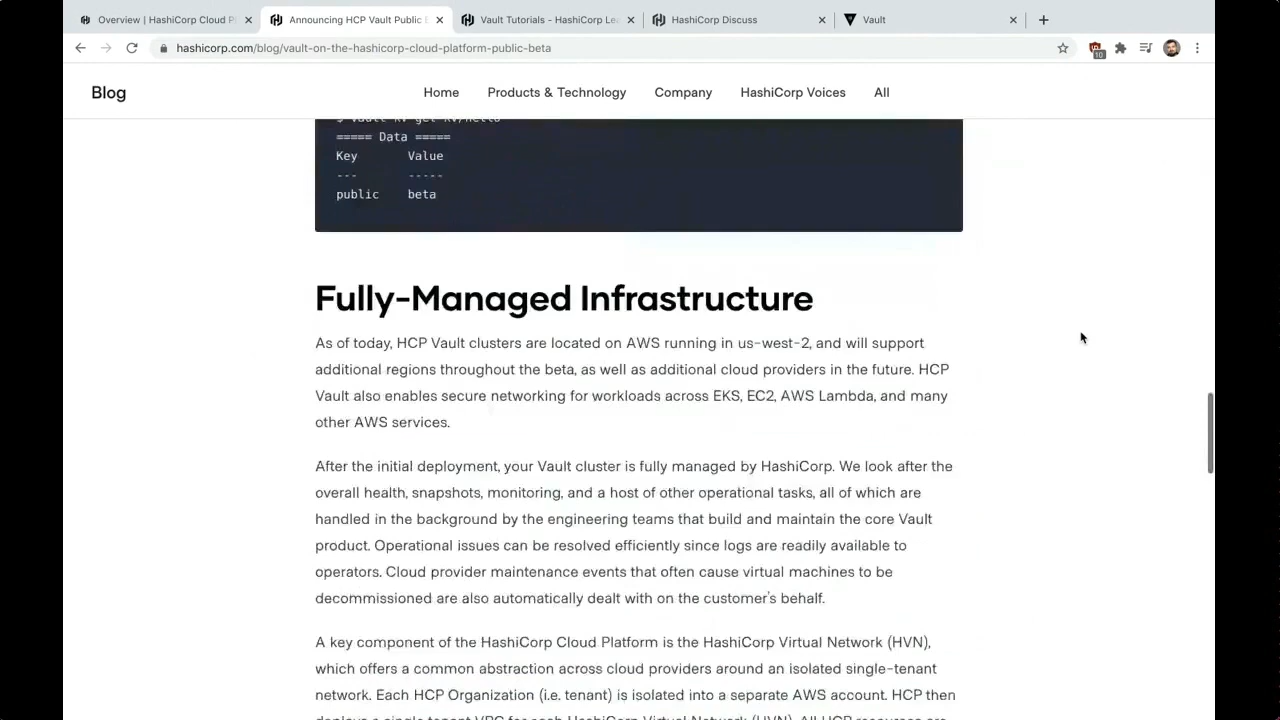 Overview | HashiCorp Cloud P
Announcing HCP Vault Public
Vault Tutorials - HashiCorp Lea
HashiCorp Discuss
Vault
hashicorp.com/blog/vault-on-the-hashicorp-cloud-platform-public-beta
10
Blog
Home
Products & Technology
Company
HashiCorp Voices
All
===== Data =====
Key Value
--- -----
public beta
Fully-Managed Infrastructure
As of today, HCP Vault clusters are located on AWS running in us-west-2, and will support
additional regions throughout the beta, as well as additional cloud providers in the future. HCP
Vault also enables secure networking for workloads across EKS, EC2, AWS Lambda, and many
other AWS services.
After the initial deployment, your Vault cluster is fully managed by HashiCorp. We look after the
overall health, snapshots, monitoring, and a host of other operational tasks, all of which are
handled in the background by the engineering teams that build and maintain the core Vault
product. Operational issues can be resolved efficiently since logs are readily available to
operators. Cloud provider maintenance events that often cause virtual machines to be
decommissioned are also automatically dealt with on the customer's behalf.
A key component of the HashiCorp Cloud Platform is the HashiCorp Virtual Network (HVN),
which offers a common abstraction across cloud providers around an isolated single-tenant
network. Each HCP Organization (i.e. tenant) is isolated into a separate AWS account. HCP then